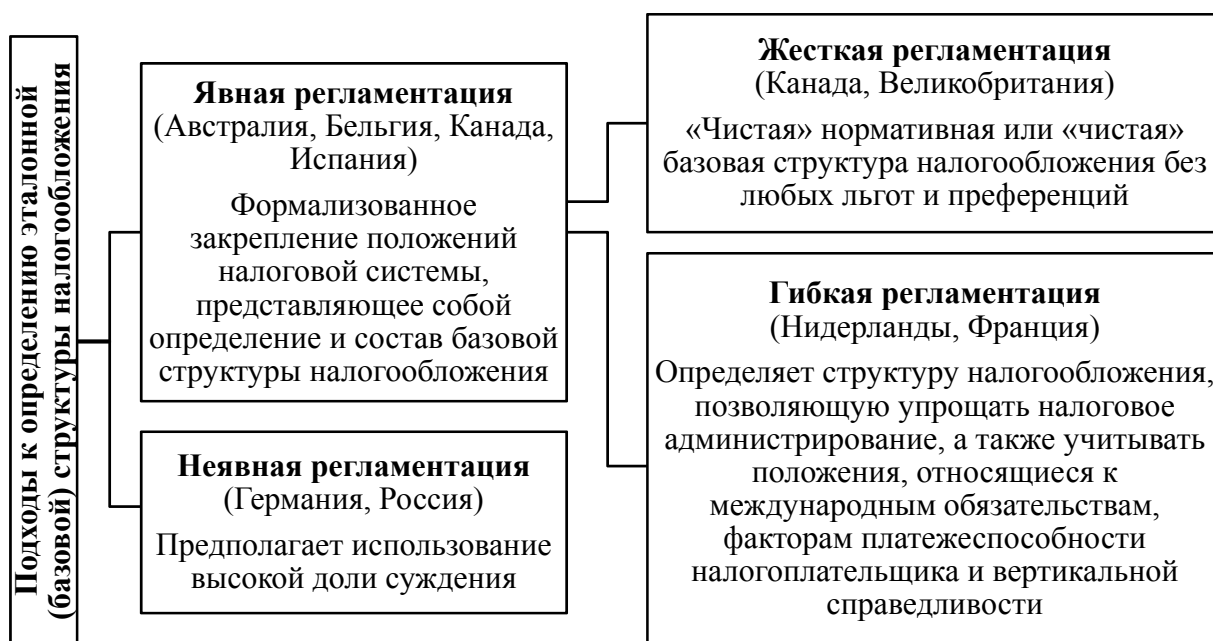 Подходы к определению эталонной
(базовой) структуры налогообложения
Явная регламентация
(Австралия, Бельгия, Канада,
Испания)
Формализованное
закрепление положений
налоговой системы,
представляющее собой
определение и состав базовой
структуры налогообложения
Неявная регламентация
(Германия, Россия)
Предполагает использование
высокой доли суждения
Жесткая регламентация
(Канада, Великобритания)
«Чистая» нормативная или «чистая»
базовая структура налогообложения без
любых льгот и преференций
Гибкая регламентация
(Нидерланды, Франция)
Определяет структуру налогообложения,
позволяющую упрощать налоговое
администрирование, а также учитывать
положения, относящиеся к
международным обязательствам,
факторам платежеспособности
налогоплательщика и вертикальной
справедливости